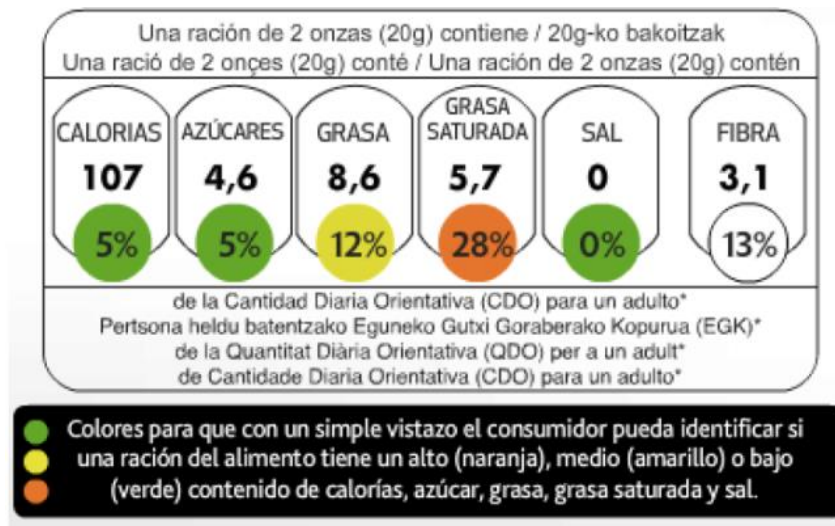 Una ración de 2 onzas (20g) contiene / 20g-ko bakoitzak
Una ració de 2 onçes (20g) conté / Una ración de 2 onzas (20g) contén
CALORIAS AZÚCARES GRASA GRASA SATURADA SAL FIBRA
107 4,6 8,6 5,7 0 3,1
5% 5% 12% 28% 0% 13%
de la Cantidad Diaria Orientativa (CDO) para un adulto*
Pertsona heldu batentzako Eguneko Gutxi Goraberako Kopurua (EGK)*
de la Quantitat Diària Orientativa (QDO) per a un adult*
de Cantidade Diaria Orientativa (CDO) para un adulto*
Colores para que con un simple vistazo el consumidor pueda identificar si
una ración del alimento tiene un alto (naranja), medio (amarillo) o bajo
(verde) contenido de calorías, azúcar, grasa, grasa saturada y sal.